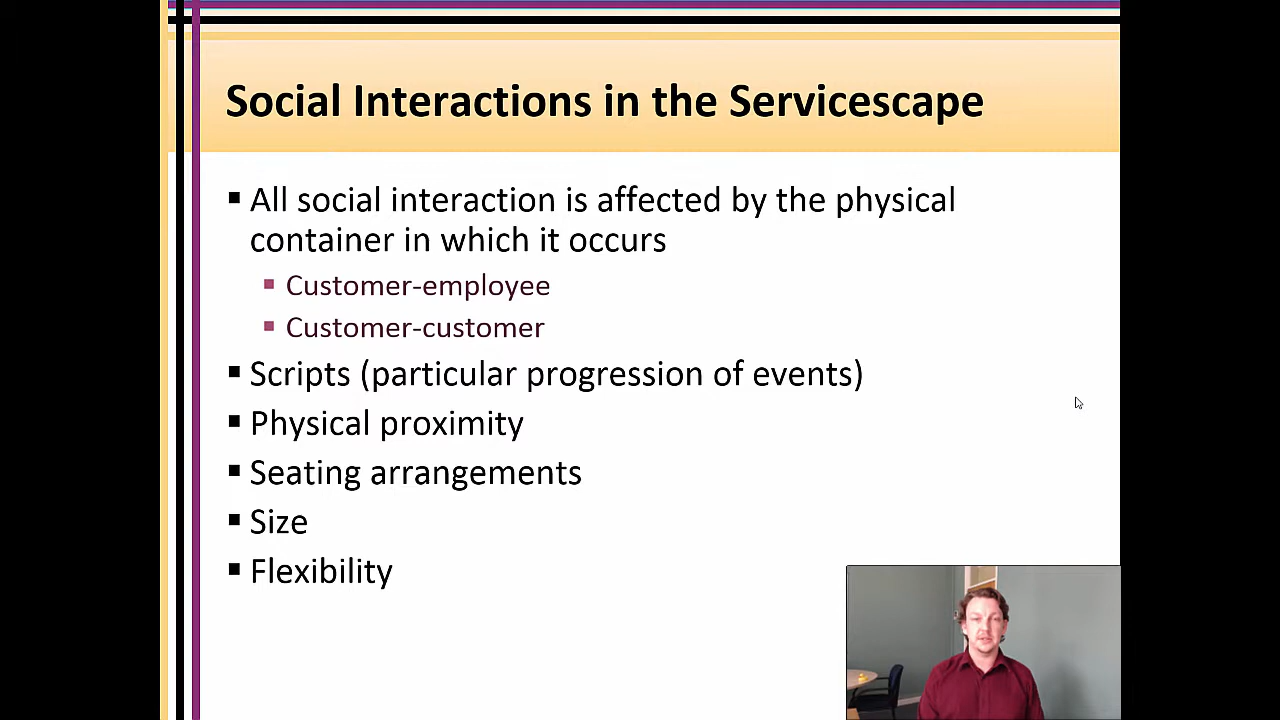 Social Interactions in the Servicescape
▪ All social interaction is affected by the physical
container in which it occurs
▪ Customer-employee
▪ Customer-customer
▪ Scripts (particular progression of events)
▪ Physical proximity
▪ Seating arrangements
▪ Size
▪ Flexibility